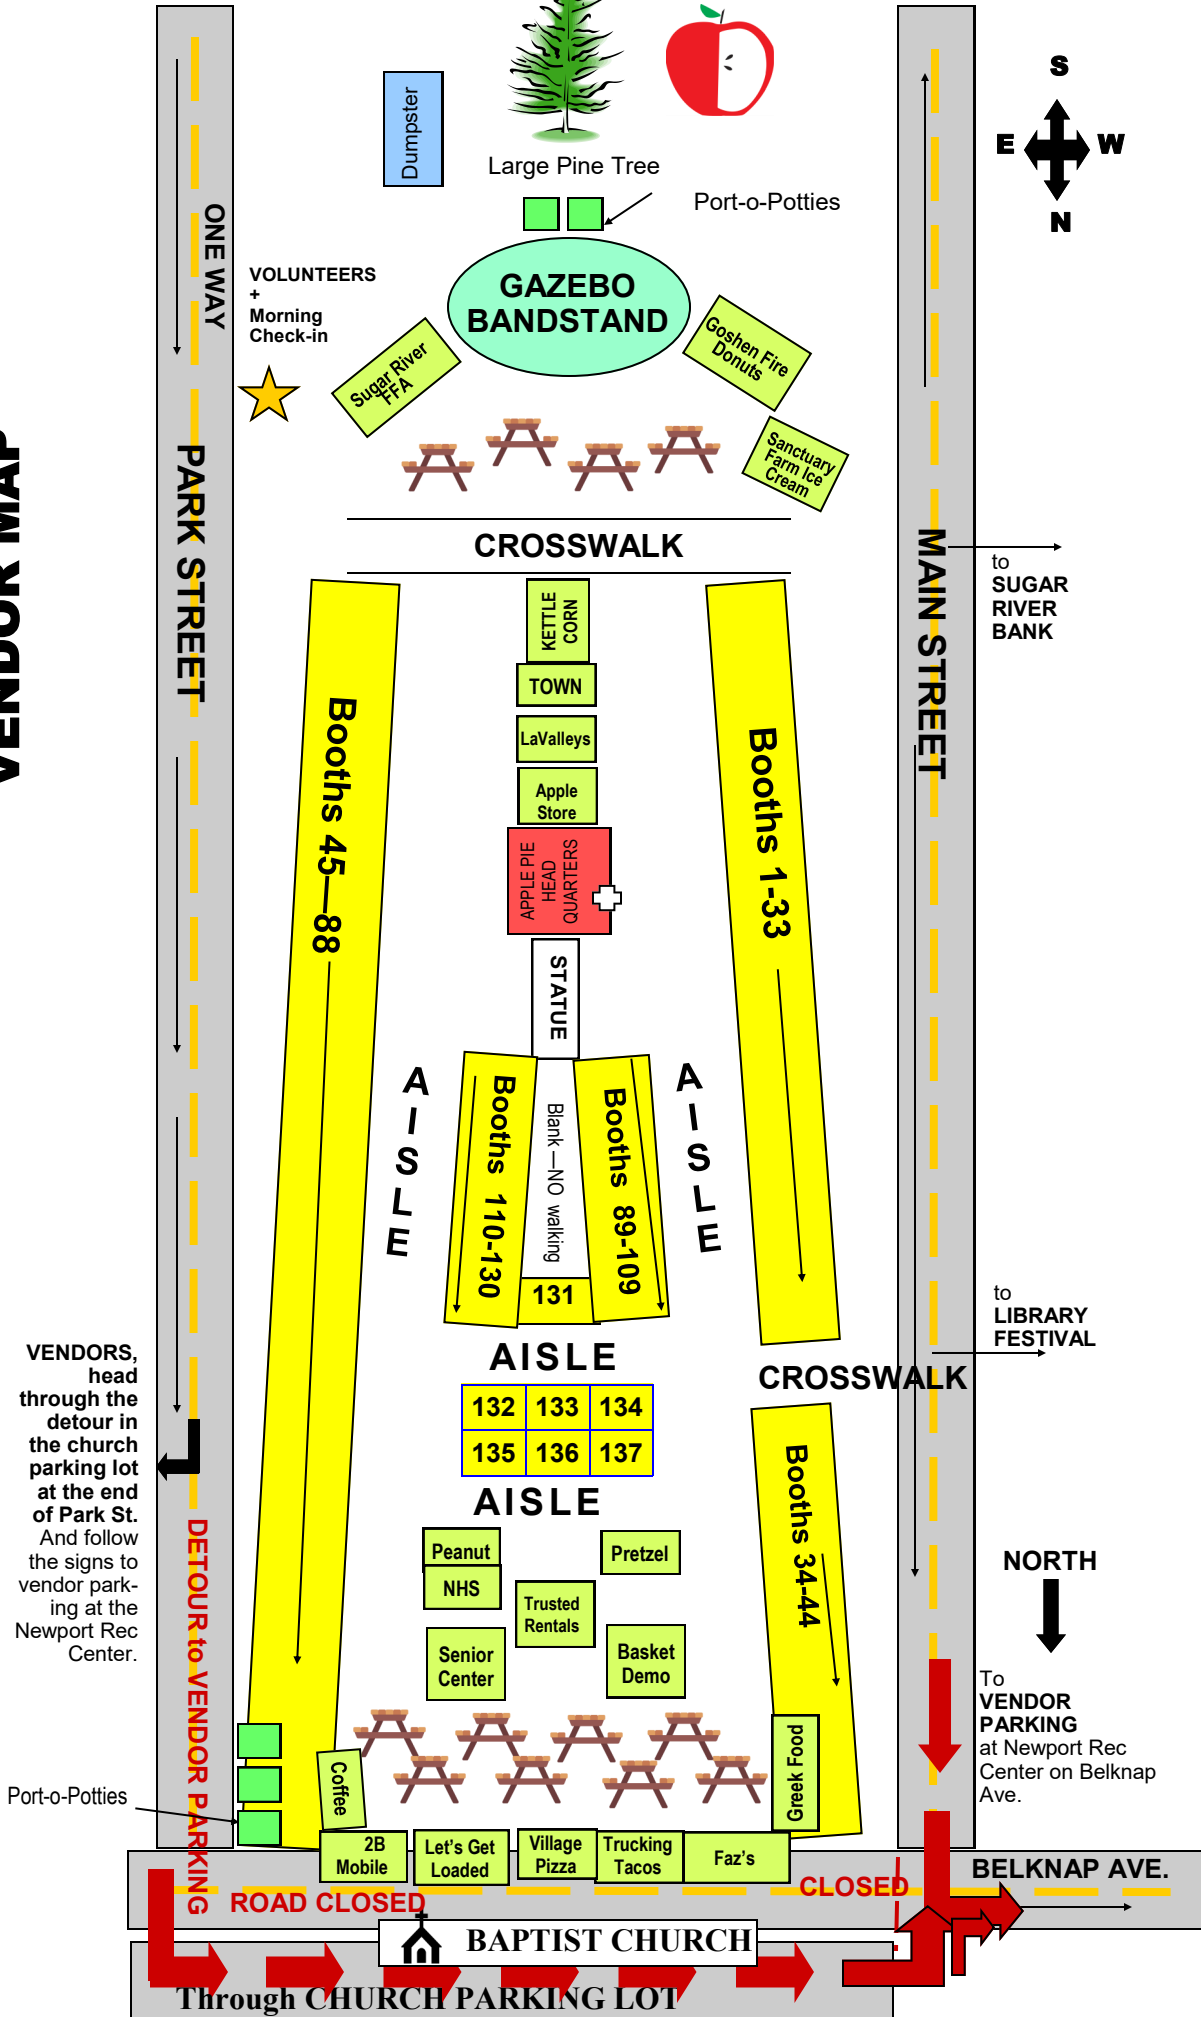 VENDOR MAP
S
E
W
N
Dumpster
Large Pine Tree
Port-o-Potties
ONE WAY
VOLUNTEERS
+
Morning
Check-in
GAZEBO
BANDSTAND
Sugar River
FFA
Goshen Fire
Donuts
Sanctuary
Farm Ice
Cream
PARK STREET
CROSSWALK
MAIN STREET
to
SUGAR
RIVER
BANK
KETTLE
CORN
TOWN
LaValleys
Apple
Store
APPLE PIE
HEAD
QUARTERS
STATUE
Booths 45—88
Booths 1-33
AISLE
AISLE
Booths 110-130
Blank —NO walking
Booths 89-109
131
AISLE
to
LIBRARY
FESTIVAL
CROSSWALK
132 133 134
135 136 137
AISLE
VENDORS,
head
through the
detour in
the church
parking lot
at the end
of Park St.
And follow
the signs to
vendor park-
ing at the
Newport Rec
Center.
DETOUR to VENDOR PARKING
Booths 34-44
Peanut
Pretzel
NHS
Trusted
Rentals
Senior
Center
Basket
Demo
NORTH
To
VENDOR
PARKING
at Newport Rec
Center on Belknap
Ave.
Port-o-Potties
Coffee
Greek Food
2B
Mobile
Let's Get
Loaded
Village
Pizza
Trucking
Tacos
Faz's
BELKNAP AVE.
ROAD CLOSED
CLOSED
BAPTIST CHURCH
Through CHURCH PARKING LOT